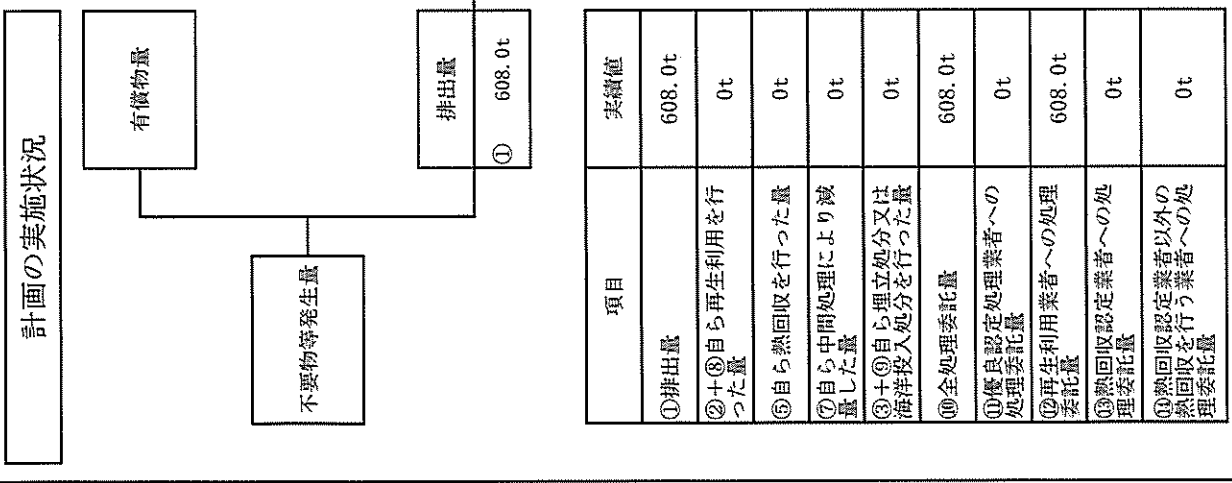 計画の実施状況
有償物量
不要物等発生量
排出量
① 608.0t
項目 実績値
①排出量 608.0t
②+⑧自ら再生利用を行
った量 0t
⑤自ら熱回収を行った量 0t
⑦自ら中間処理により減
量した量 0t
③+⑨自ら埋立処分又は
海洋投入処分を行った量 0t
⑩全処理委託量 608.0t
⑪優良認定処理業者への
処理委託量 0t
⑫再生利用業者への処理
委託量 608.0t
⑬熱回収認定業者への処
理委託量 0t
⑭熱回収認定業者以外の
熱回収を行う業者への処
理委託量 0t